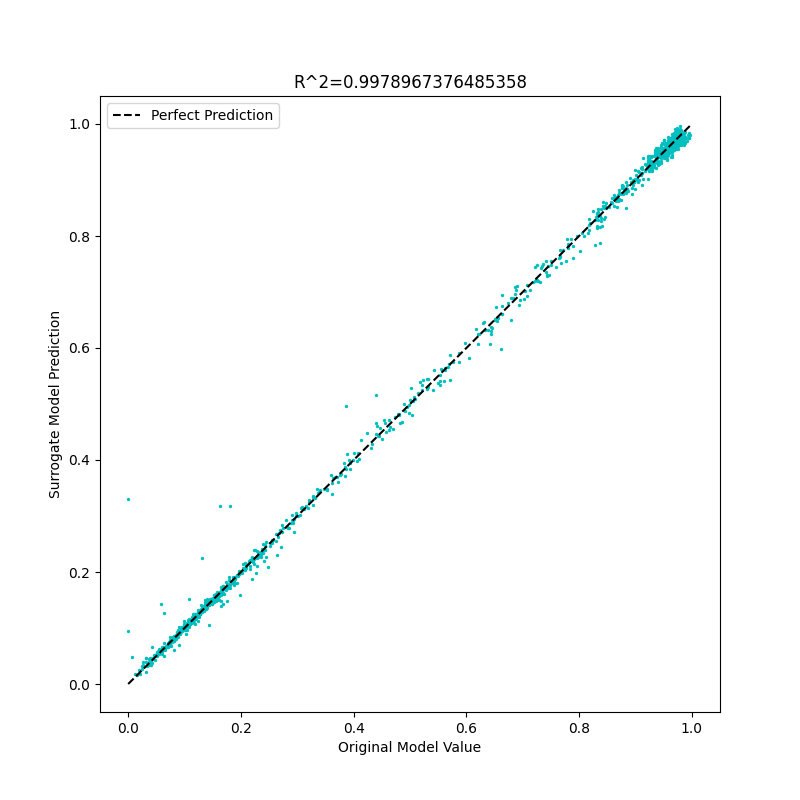 R^2=0.9978967376485358
Perfect Prediction
1.0
0.8
0.6
0.4
0.2
0.0
Surrogate Model Prediction
0.0 0.2 0.4 0.6 0.8 1.0
Original Model Value